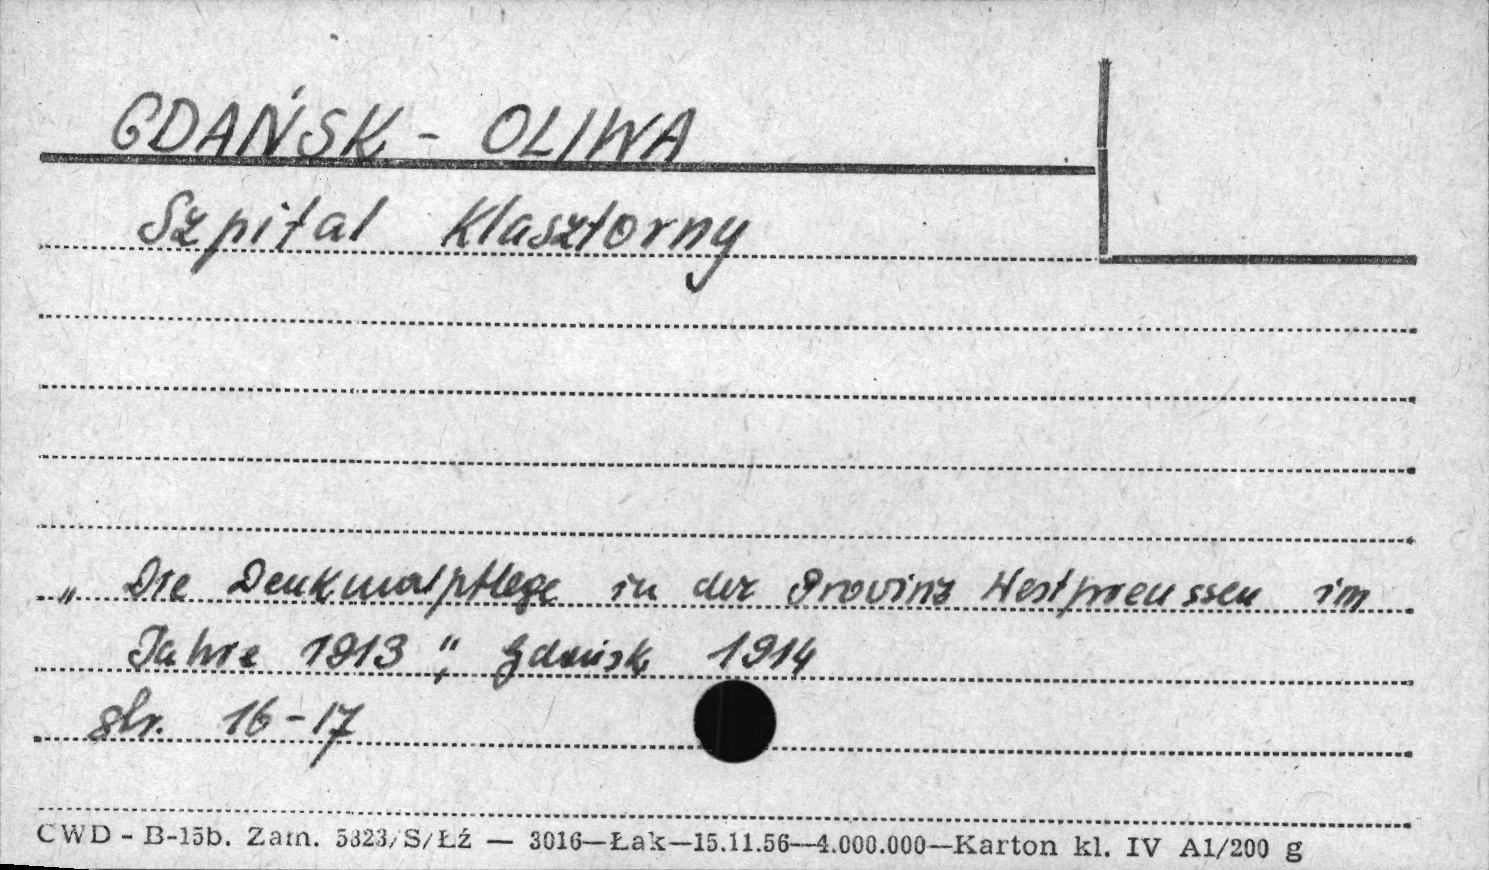 GDAŃSK - OLIWA
Szpital Klasztorny
„ Die Denkmalpflege in der Provinz Westpreussen im
Jahre 1913 “, Gdańsk 1914
str. 16-17
CWD - B-15b. Zam. 5323/S/Łź — 3016—Łak—15.11.56—4.000.000—Karton kl. IV A1/200 g